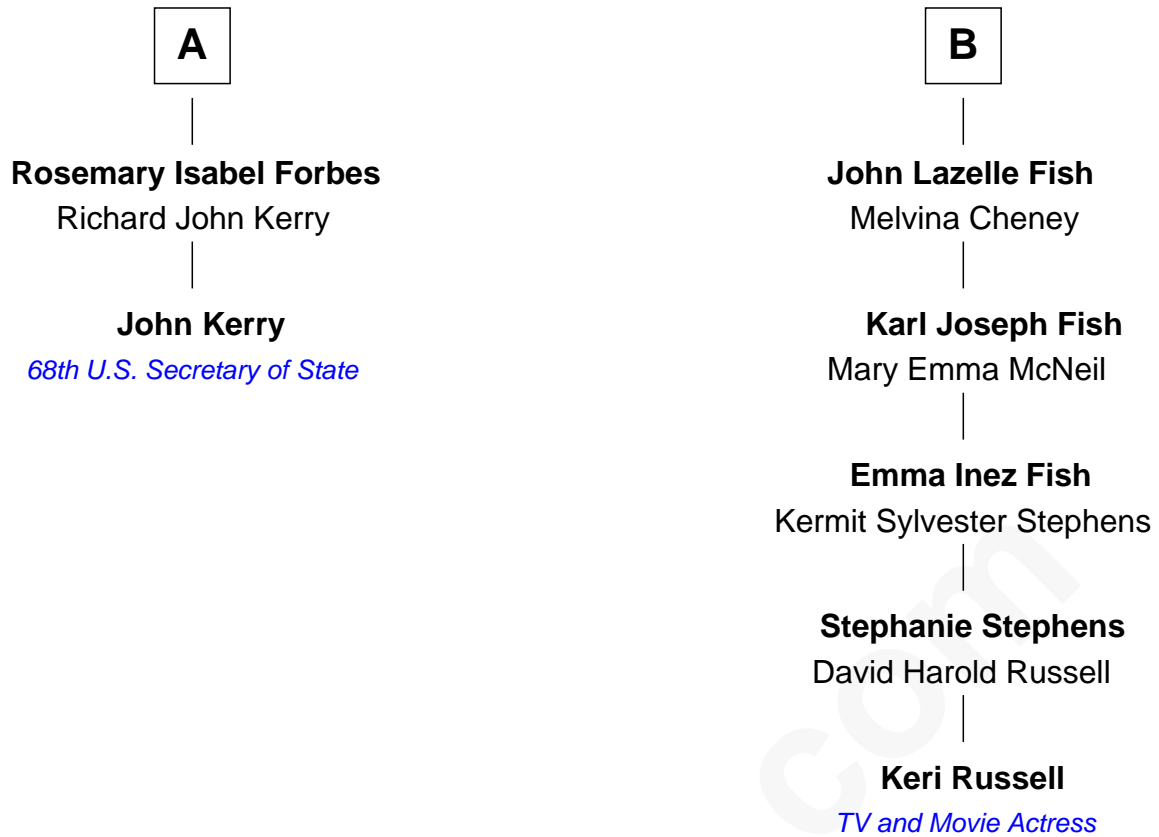 A
Rosemary Isabel Forbes
Richard John Kerry
John Kerry
68th U.S. Secretary of State
B
John Lazelle Fish
Melvina Cheney
Karl Joseph Fish
Mary Emma McNeil
Emma Inez Fish
Kermit Sylvester Stephens
Stephanie Stephens
David Harold Russell
Keri Russell
TV and Movie Actress
com